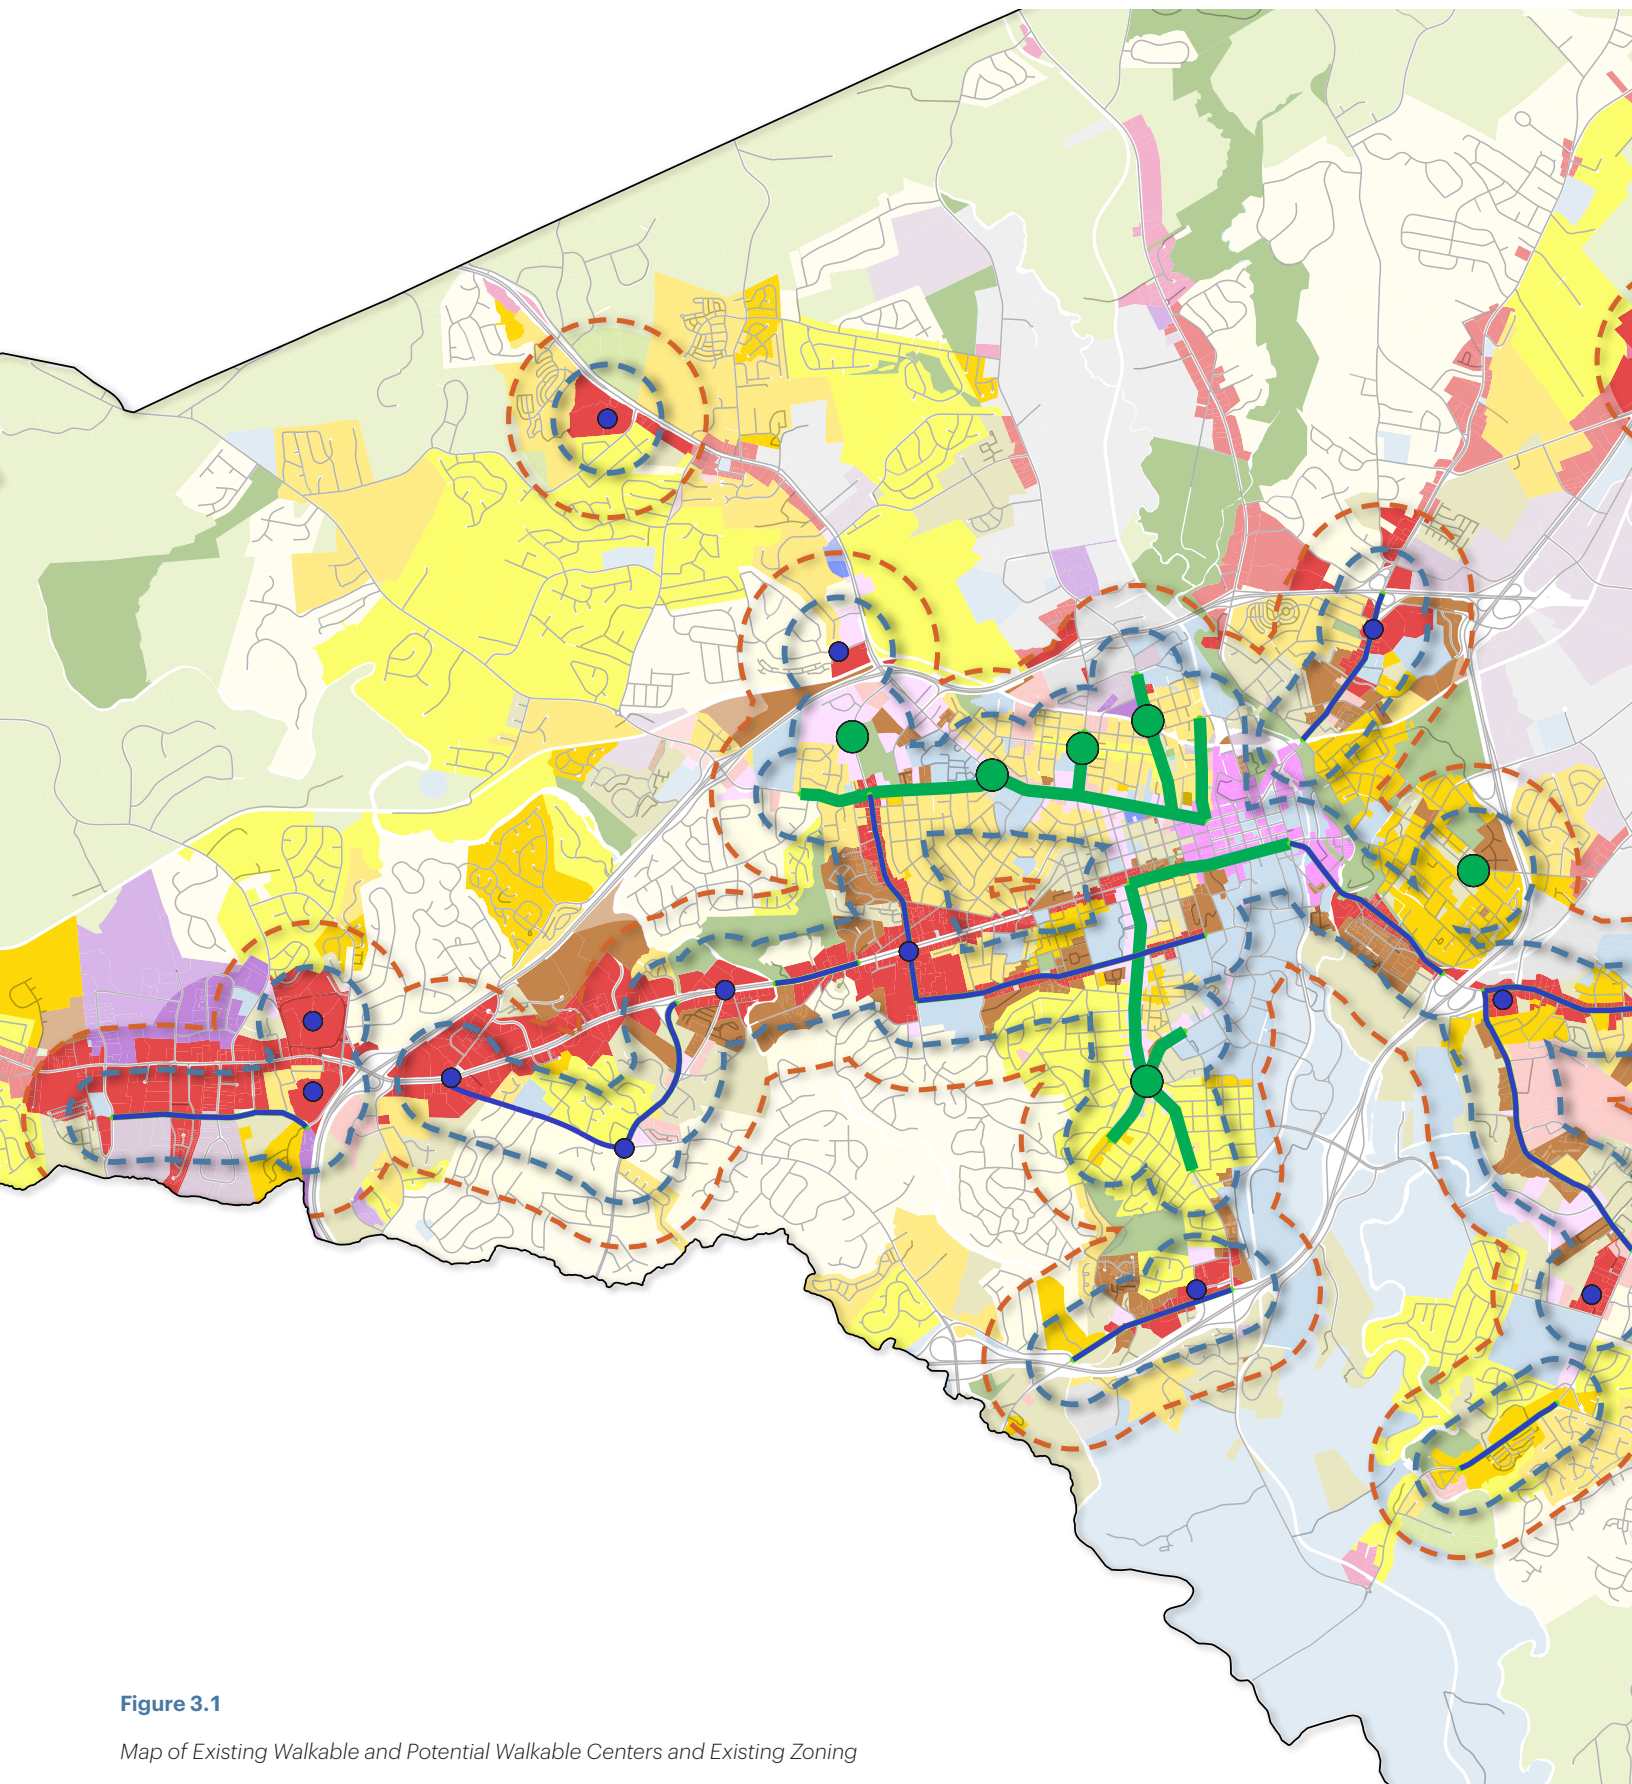 Figure 3.1
Map of Existing Walkable and Potential Walkable Centers and Existing Zoning